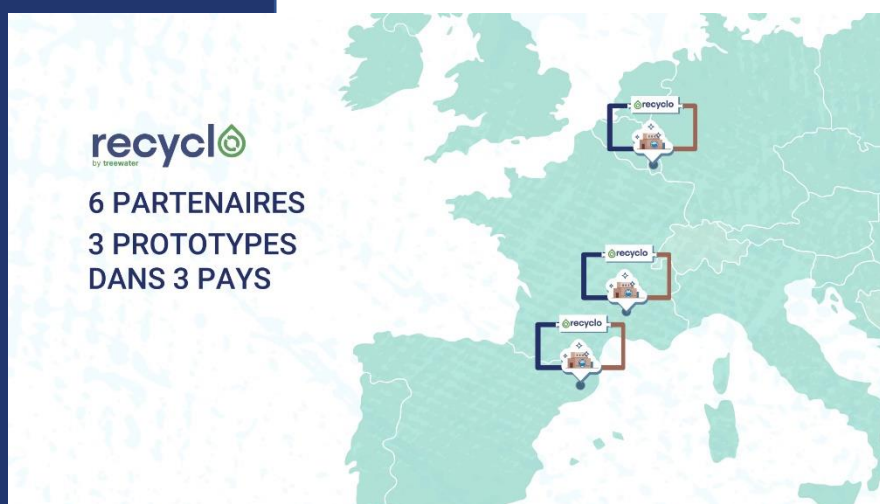 recyclo
by treewater
6 PARTENAIRES
3 PROTOTYPES
DANS 3 PAYS
recyclo
recyclo
recyclo